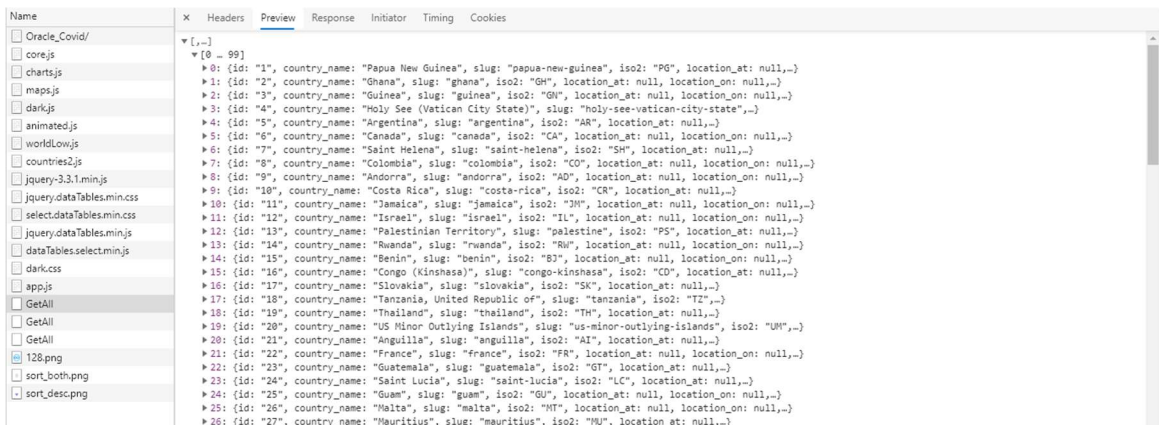 Name
Oracle_Covid/
core.js
charts.js
maps.js
dark.js
animated.js
worldLow.js
countries2.js
jquery-3.3.1.min.js
jquery.dataTables.min.css
select.dataTables.min.css
jquery.dataTables.min.js
dataTables.select.min.js
dark.css
app.js
GetAll
GetAll
GetAll
128.png
sort_both.png
sort_desc.png
× Headers Preview Response Initiator Timing Cookies
▼[,…]
▼[0 … 99]
▶0: {id: "1", country_name: "Papua New Guinea", slug: "papua-new-guinea", iso2: "PG", location_at: null,…}
▶1: {id: "2", country_name: "Ghana", slug: "ghana", iso2: "GH", location_at: null, location_on: null,…}
▶2: {id: "3", country_name: "Guinea", slug: "guinea", iso2: "GN", location_at: null, location_on: null,…}
▶3: {id: "4", country_name: "Holy See (Vatican City State)", slug: "holy-see-vatican-city-state",…}
▶4: {id: "5", country_name: "Argentina", slug: "argentina", iso2: "AR", location_at: null,…}
▶5: {id: "6", country_name: "Canada", slug: "canada", iso2: "CA", location_at: null, location_on: null,…}
▶6: {id: "7", country_name: "Saint Helena", slug: "saint-helena", iso2: "SH", location_at: null,…}
▶7: {id: "8", country_name: "Colombia", slug: "colombia", iso2: "CO", location_at: null, location_on: null,…}
▶8: {id: "9", country_name: "Andorra", slug: "andorra", iso2: "AD", location_at: null, location_on: null,…}
▶9: {id: "10", country_name: "Costa Rica", slug: "costa-rica", iso2: "CR", location_at: null,…}
▶10: {id: "11", country_name: "Jamaica", slug: "jamaica", iso2: "JM", location_at: null, location_on: null,…}
▶11: {id: "12", country_name: "Israel", slug: "israel", iso2: "IL", location_at: null, location_on: null,…}
▶12: {id: "13", country_name: "Palestinian Territory", slug: "palestine", iso2: "PS", location_at: null,…}
▶13: {id: "14", country_name: "Rwanda", slug: "rwanda", iso2: "RW", location_at: null, location_on: null,…}
▶14: {id: "15", country_name: "Benin", slug: "benin", iso2: "BJ", location_at: null, location_on: null,…}
▶15: {id: "16", country_name: "Congo (Kinshasa)", slug: "congo-kinshasa", iso2: "CD", location_at: null,…}
▶16: {id: "17", country_name: "Slovakia", slug: "slovakia", iso2: "SK", location_at: null,…}
▶17: {id: "18", country_name: "Tanzania, United Republic of", slug: "tanzania", iso2: "TZ",…}
▶18: {id: "19", country_name: "Thailand", slug: "thailand", iso2: "TH", location_at: null,…}
▶19: {id: "20", country_name: "US Minor Outlying Islands", slug: "us-minor-outlying-islands", iso2: "UM",…}
▶20: {id: "21", country_name: "Anguilla", slug: "anguilla", iso2: "AI", location_at: null,…}
▶21: {id: "22", country_name: "France", slug: "france", iso2: "FR", location_at: null, location_on: null,…}
▶22: {id: "23", country_name: "Guatemala", slug: "guatemala", iso2: "GT", location_at: null,…}
▶23: {id: "24", country_name: "Saint Lucia", slug: "saint-lucia", iso2: "LC", location_at: null,…}
▶24: {id: "25", country_name: "Guam", slug: "guam", iso2: "GU", location_at: null, location_on: null,…}
▶25: {id: "26", country_name: "Malta", slug: "malta", iso2: "MT", location_at: null, location_on: null,…}
▶26: {id: "27", country_name: "Mauritius", slug: "mauritius", iso2: "MU", location_at: null,…}